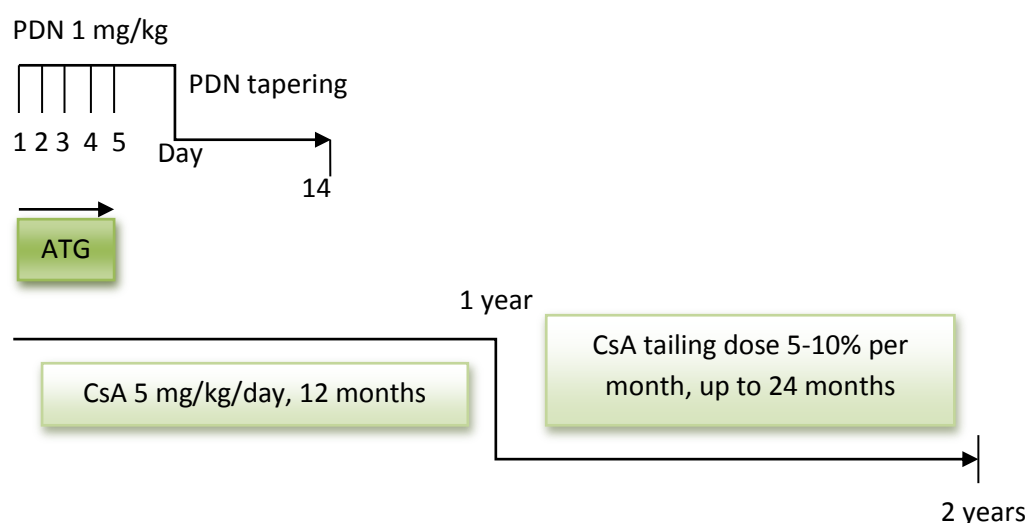 PDN 1 mg/kg
PDN tapering
1 2 3 4 5
Day
14
ATG
1 year
CsA 5 mg/kg/day, 12 months
CsA tailing dose 5-10% per
month, up to 24 months
2 years